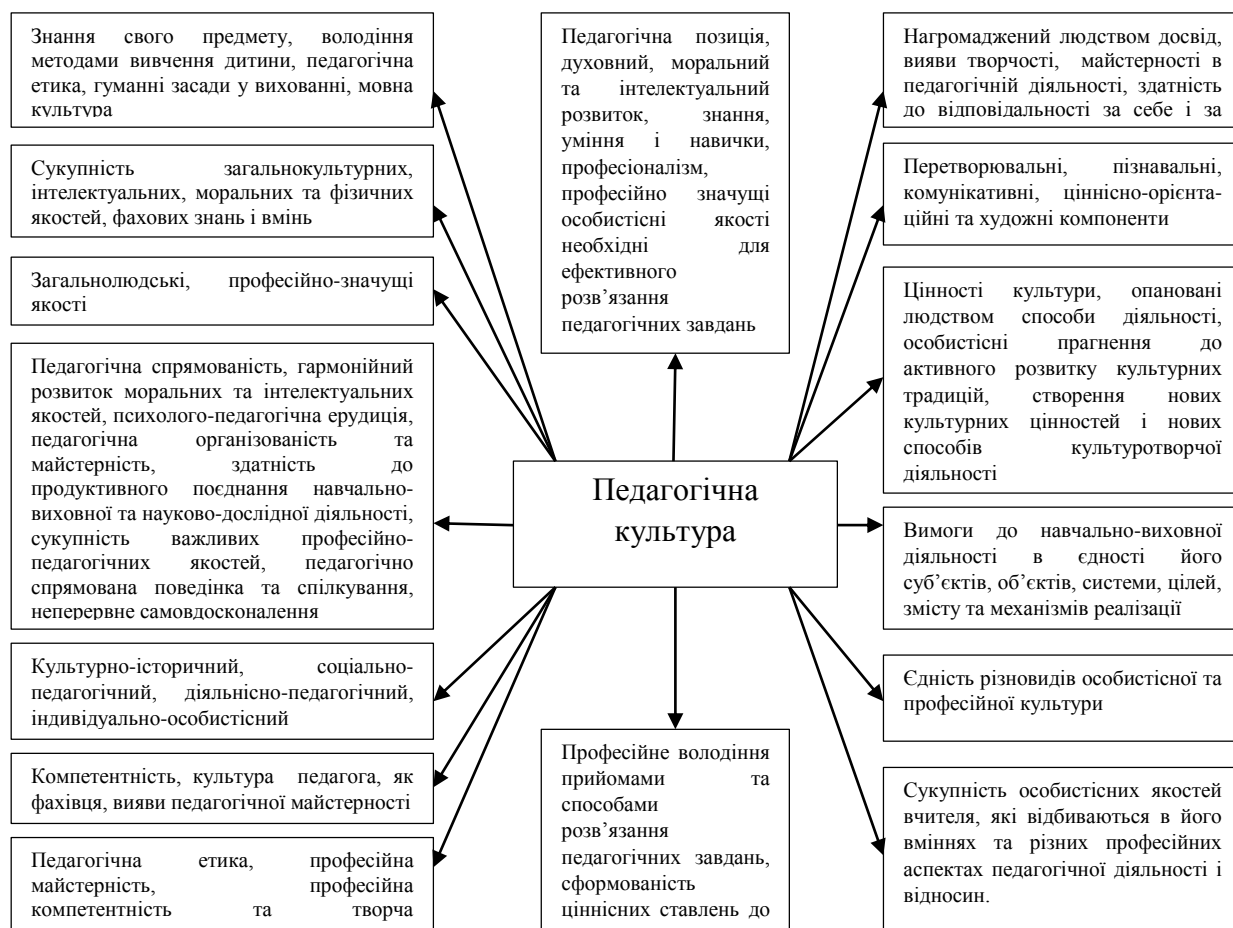 Знання свого предмету, володіння
методами вивчення дитини, педагогічна
етика, гуманні засади у вихованні, мовна
культура
Сукупність загальнокультурних,
інтелектуальних, моральних та фізичних
якостей, фахових знань і вмінь
Загальнолюдські, професійно-значущі
якості
Педагогічна спрямованість, гармонійний
розвиток моральних та інтелектуальних
якостей, психолого-педагогічна ерудиція,
педагогічна організованість та
майстерність, здатність до
продуктивного поєднання навчально-
виховної та науково-дослідної діяльності,
сукупність важливих професійно-
педагогічних якостей, педагогічно
спрямована поведінка та спілкування,
неперервне самовдосконалення
Культурно-історичний, соціально-
педагогічний, діяльнісно-педагогічний,
індивідуально-особистісний
Компетентність, культура педагога, як
фахівця, вияви педагогічної майстерності
Педагогічна етика, професійна
майстерність, професійна
компетентність та творча
Педагогічна позиція,
духовний, моральний
та інтелектуальний
розвиток, знання,
уміння і навички,
професіоналізм,
професійно значущі
особистісні якості
необхідні для
ефективного
розв’язання
педагогічних завдань
Педагогічна
культура
Професійне володіння
прийомами та
способами
розв’язання
педагогічних завдань,
сформованість
ціннісних ставлень до
Нагромаджений людством досвід,
вияви творчості, майстерності в
педагогічній діяльності, здатність
до відповідальності за себе і за
Перетворювальні, пізнавальні,
комунікативні, ціннісно-орієнта-
ційні та художні компоненти
Цінності культури, опановані
людством способи діяльності,
особистісні прагнення до
активного розвитку культурних
традицій, створення нових
культурних цінностей і нових
способів культуротворчої
діяльності
Вимоги до навчально-виховної
діяльності в єдності його
суб’єктів, об’єктів, системи, цілей,
змісту та механізмів реалізації
Єдність різновидів особистісної та
професійної культури
Сукупність особистісних якостей
вчителя, які відбиваються в його
вміннях та різних професійних
аспектах педагогічної діяльності і
відносин.